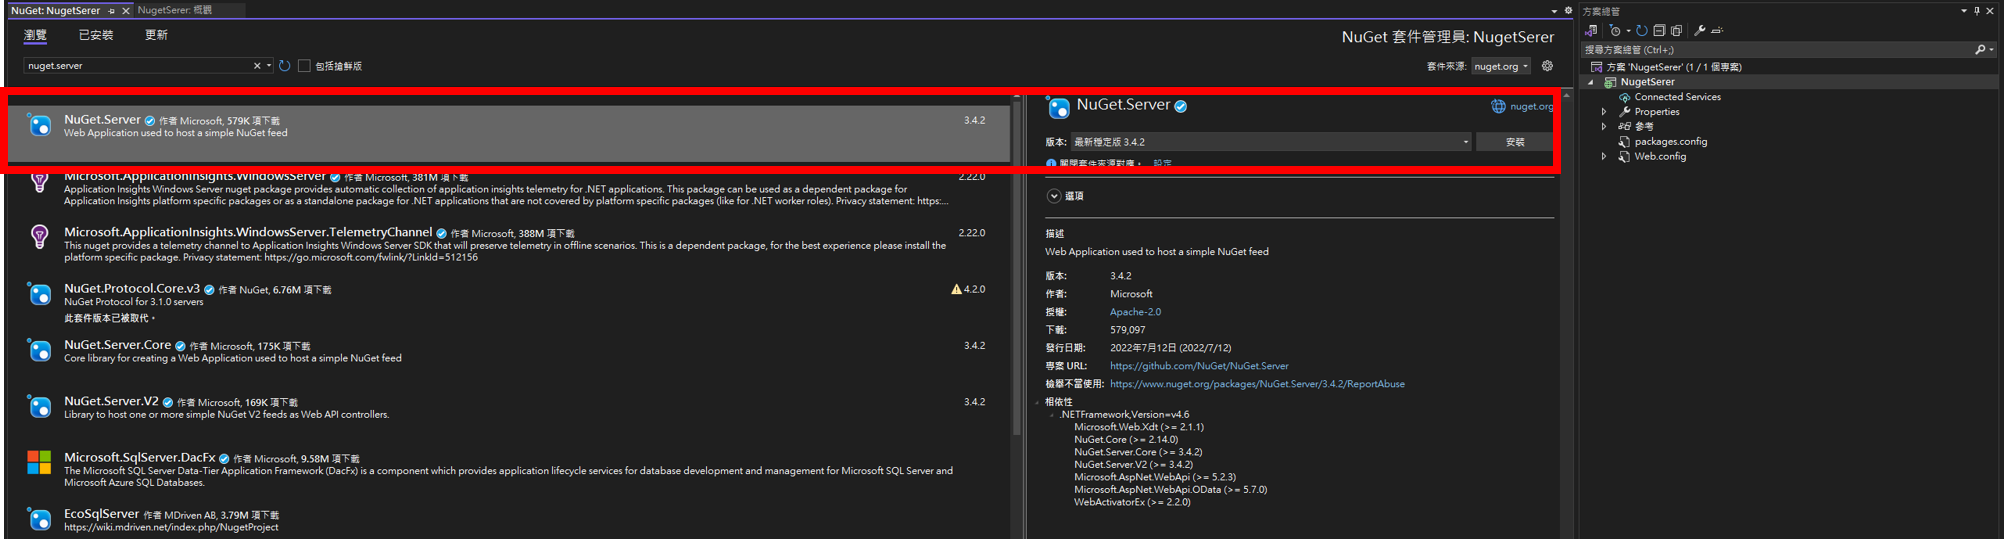 NuGet: NugetSerer
NugetSerer: 概觀
瀏覽 已安裝 更新
NuGet 套件管理員: NugetSerer
nuget.server
包括搶鮮版
套件來源: nuget.org
NuGet.Server 作者 Microsoft, 579K 項下載
3.4.2
Web Application used to host a simple NuGet feed
Microsoft.ApplicationInsights.WindowsServer 作者 Microsoft, 381M 項下載
2.22.0
Application Insights Windows Server nuget package provides automatic collection of application insights telemetry for .NET applications. This package can be used as a dependent package for
Application Insights platform specific packages or as a standalone package for .NET applications that are not covered by platform specific packages (like for .NET worker roles). Privacy statement: https:...
Microsoft.ApplicationInsights.WindowsServer.TelemetryChannel 作者 Microsoft, 388M 項下載
2.22.0
This nuget provides a telemetry channel to Application Insights Windows Server SDK that will preserve telemetry in offline scenarios. This is a dependent package, for the best experience please install the
platform specific package. Privacy statement: https://go.microsoft.com/fwlink/?LinkId=512156
NuGet.Protocol.Core.v3 作者 NuGet, 6.76M 項下載
4.2.0
NuGet Protocol for 3.1.0 servers
此套件版本已被取代。
NuGet.Server.Core 作者 Microsoft, 175K 項下載
3.4.2
Core library for creating a Web Application used to host a simple NuGet feed
NuGet.Server.V2 作者 Microsoft, 169K 項下載
3.4.2
Library to host one or more simple NuGet V2 feeds as Web API controllers.
Microsoft.SqlServer.DacFx 作者 Microsoft, 9.58M 項下載
The Microsoft SQL Server Data-Tier Application Framework (DacFx) is a component which provides application lifecycle services for database development and management for Microsoft SQL Server and
Microsoft Azure SQL Databases.
EcoSqlServer 作者 MDriven AB, 3.79M 項下載
https://wiki.mdriven.net/index.php/NugetProject
NuGet.Server
nuget.org
版本: 最新穩定版 3.4.2 安裝
關閉套件來源對應。 設定
選項
描述
Web Application used to host a simple NuGet feed
版本: 3.4.2
作者: Microsoft
授權: Apache-2.0
下載: 579,097
發行日期: 2022年7月12日 (2022/7/12)
專案 URL: https://github.com/NuGet/NuGet.Server
檢舉不當使用: https://www.nuget.org/packages/NuGet.Server/3.4.2/ReportAbuse
相依性
.NETFramework,Version=v4.6
Microsoft.Web.Xdt (>= 2.1.1)
NuGet.Core (>= 2.14.0)
NuGet.Server.Core (>= 3.4.2)
NuGet.Server.V2 (>= 3.4.2)
Microsoft.AspNet.WebApi (>= 5.2.3)
Microsoft.AspNet.WebApi.OData (>= 5.7.0)
WebActivatorEx (>= 2.2.0)
方案總管
搜尋方案總管 (Ctrl+;)
方案 'NugetSerer' (1 / 1 個專案)
NugetSerer
Connected Services
Properties
參考
packages.config
Web.config